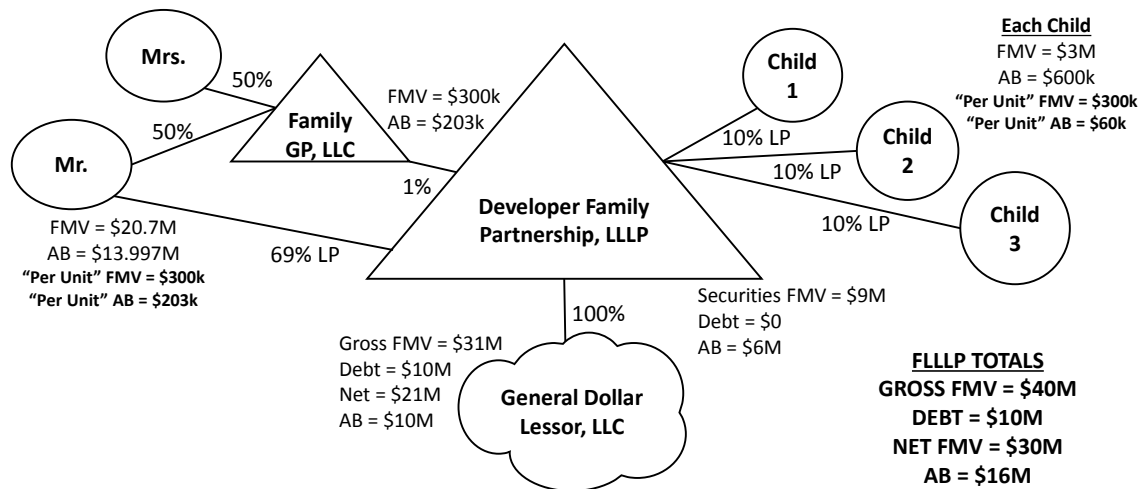 Mrs.
50%
Family
GP, LLC
50%
Mr.
FMV = $20.7M
AB = $13.997M
“Per Unit” FMV = $300k
“Per Unit” AB = $203k
FMV = $300k
AB = $203k
1%
69% LP
Developer Family
Partnership, LLLP
Child
1
10% LP
Child
2
10% LP
Child
3
10% LP
Each Child
FMV = $3M
AB = $600k
“Per Unit” FMV = $300k
“Per Unit” AB = $60k
100%
Securities FMV = $9M
Debt = $0
AB = $6M
Gross FMV = $31M
Debt = $10M
Net = $21M
AB = $10M
General Dollar
Lessor, LLC
FLLLP TOTALS
GROSS FMV = $40M
DEBT = $10M
NET FMV = $30M
AB = $16M